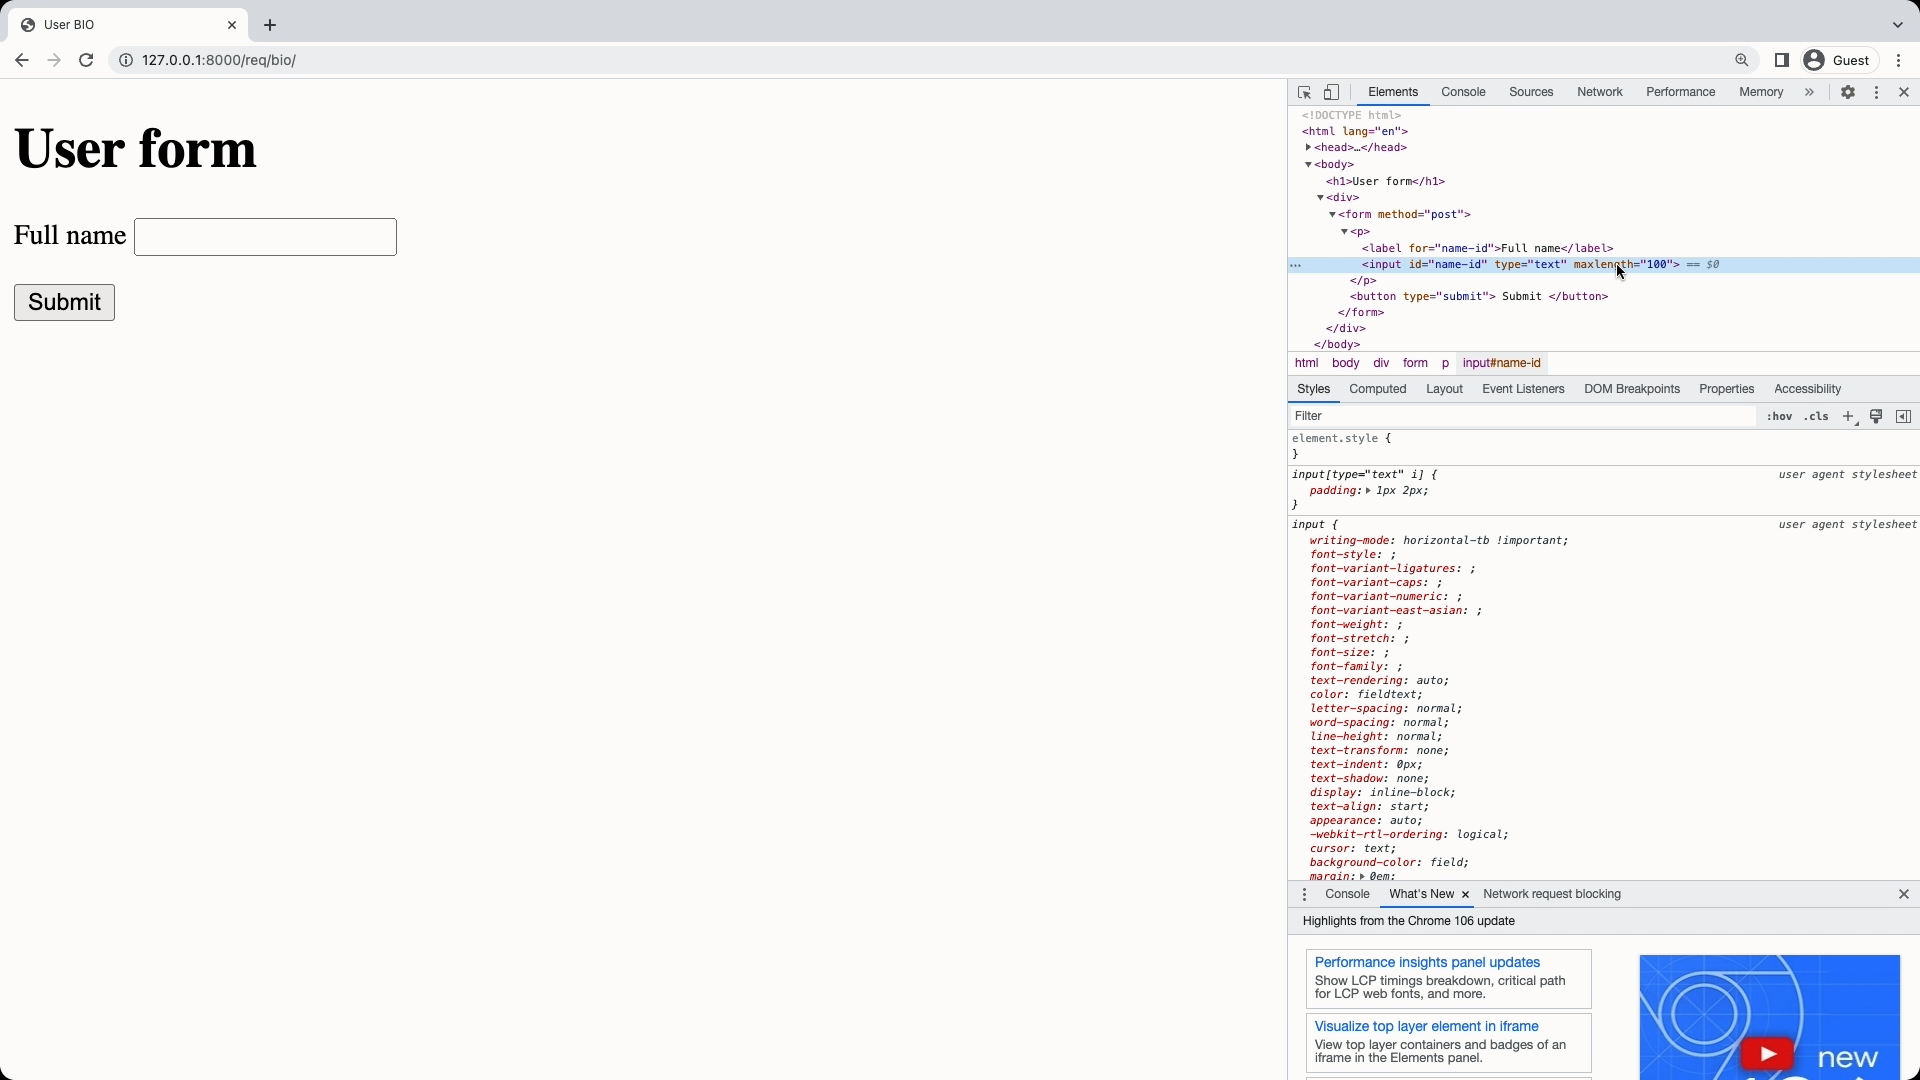 User BIO
127.0.0.1:8000/req/bio/
Guest
User form
Full name
Submit
Elements Console Sources Network Performance Memory
<!DOCTYPE html>
<html lang="en">
<head>…</head>
<body>
<h1>User form</h1>
<div>
<form method="post">
<p>
<label for="name-id">Full name</label>
<input id="name-id" type="text" maxlength="100"> == $0
</p>
<button type="submit"> Submit </button>
</form>
</div>
</body>
html body div form p input#name-id
Styles Computed Layout Event Listeners DOM Breakpoints Properties Accessibility
Filter :hov .cls
element.style {
}
input[type="text" i] { user agent stylesheet
padding: 1px 2px;
}
input { user agent stylesheet
writing-mode: horizontal-tb !important;
font-style: ;
font-variant-ligatures: ;
font-variant-caps: ;
font-variant-numeric: ;
font-variant-east-asian: ;
font-weight: ;
font-stretch: ;
font-size: ;
font-family: ;
text-rendering: auto;
color: fieldtext;
letter-spacing: normal;
word-spacing: normal;
line-height: normal;
text-transform: none;
text-indent: 0px;
text-shadow: none;
display: inline-block;
text-align: start;
appearance: auto;
-webkit-rtl-ordering: logical;
cursor: text;
background-color: field;
margin: 0em;
Console What's New Network request blocking
Highlights from the Chrome 106 update
Performance insights panel updates
Show LCP timings breakdown, critical path
for LCP web fonts, and more.
Visualize top layer element in iframe
View top layer containers and badges of an
iframe in the Elements panel.
new